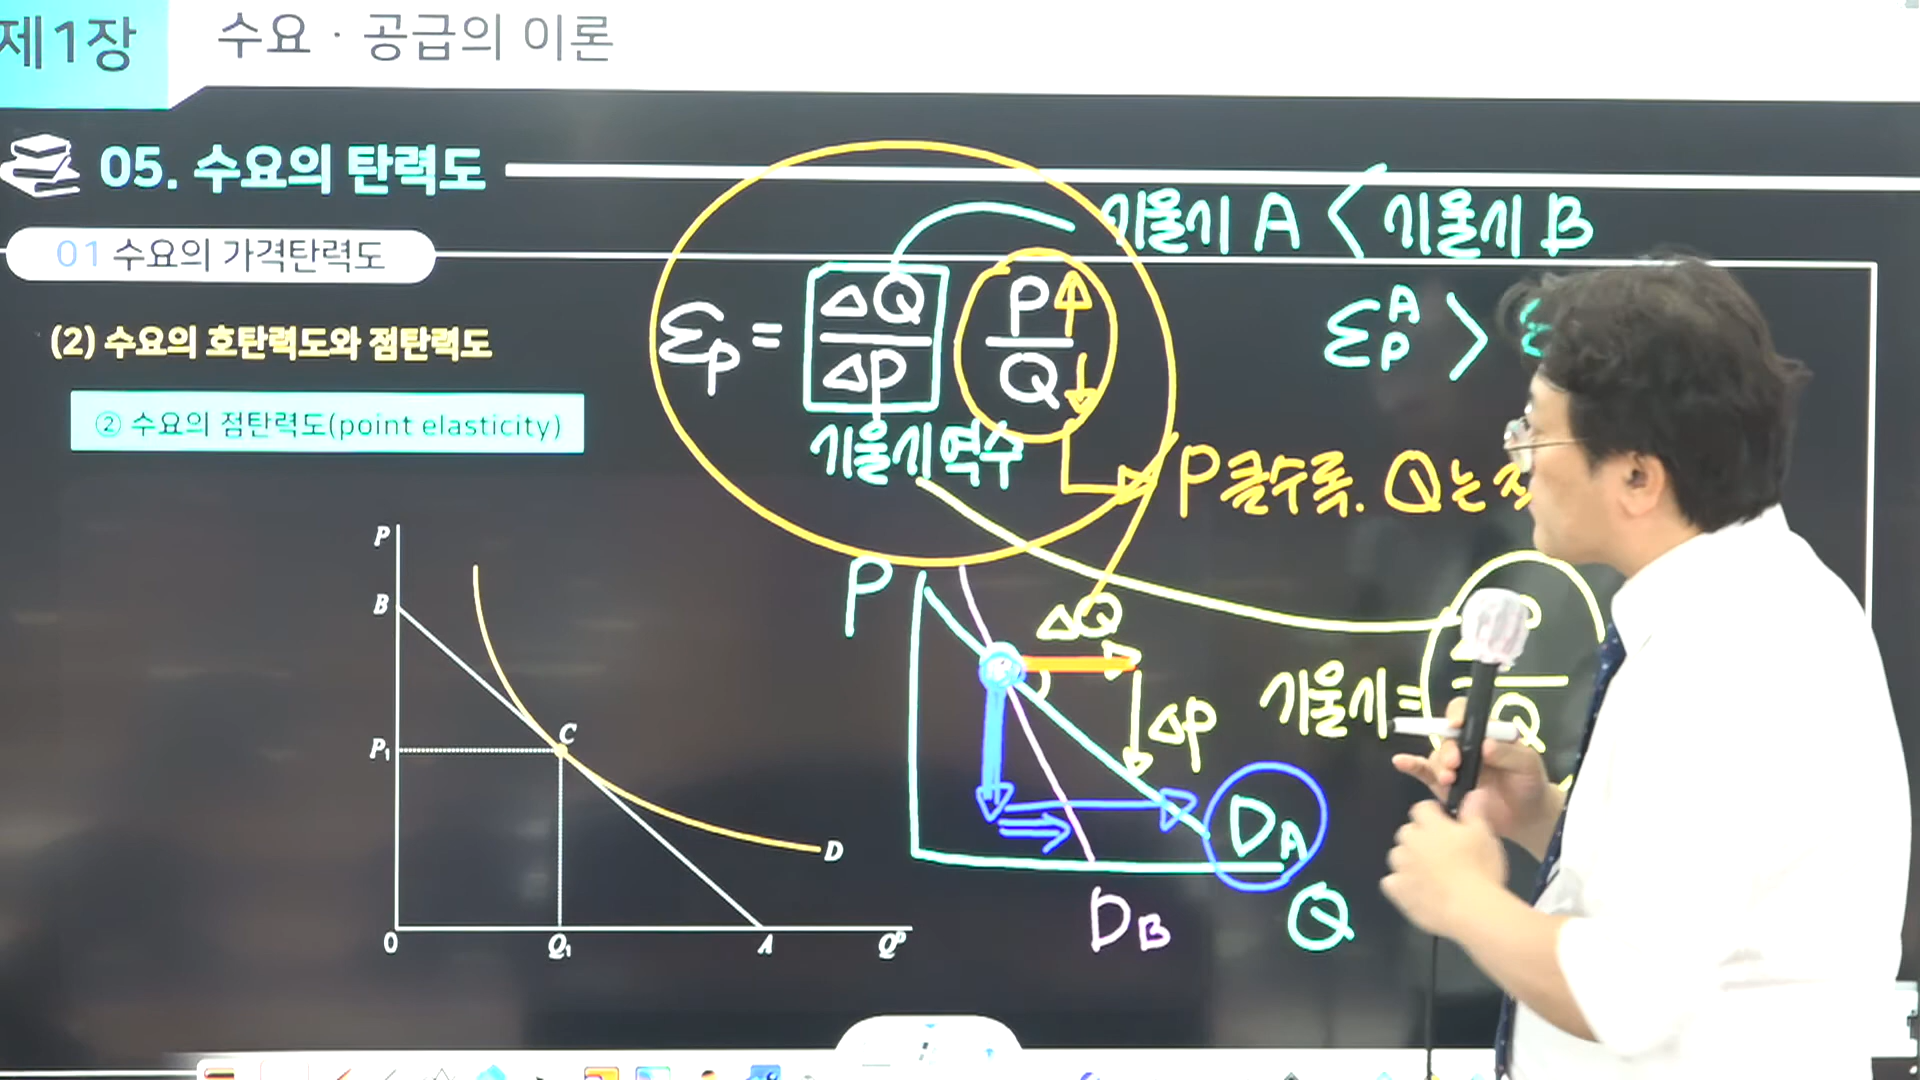 제1장
수요 · 공급의 이론
05. 수요의 탄력도
01 수요의 가격탄력도
(2) 수요의 호탄력도와 점탄력도
② 수요의 점탄력도(point elasticity)
기울기 A < 기울기 B
εp = ΔQ/ΔP P↑/Q↓
εpA >
기울기 역수
P 클수록. Q는
P
B
P1
C
D
0
Q1
A
QD
P
ΔQ
ΔP
기울기 =
Q
DA
DB
Q